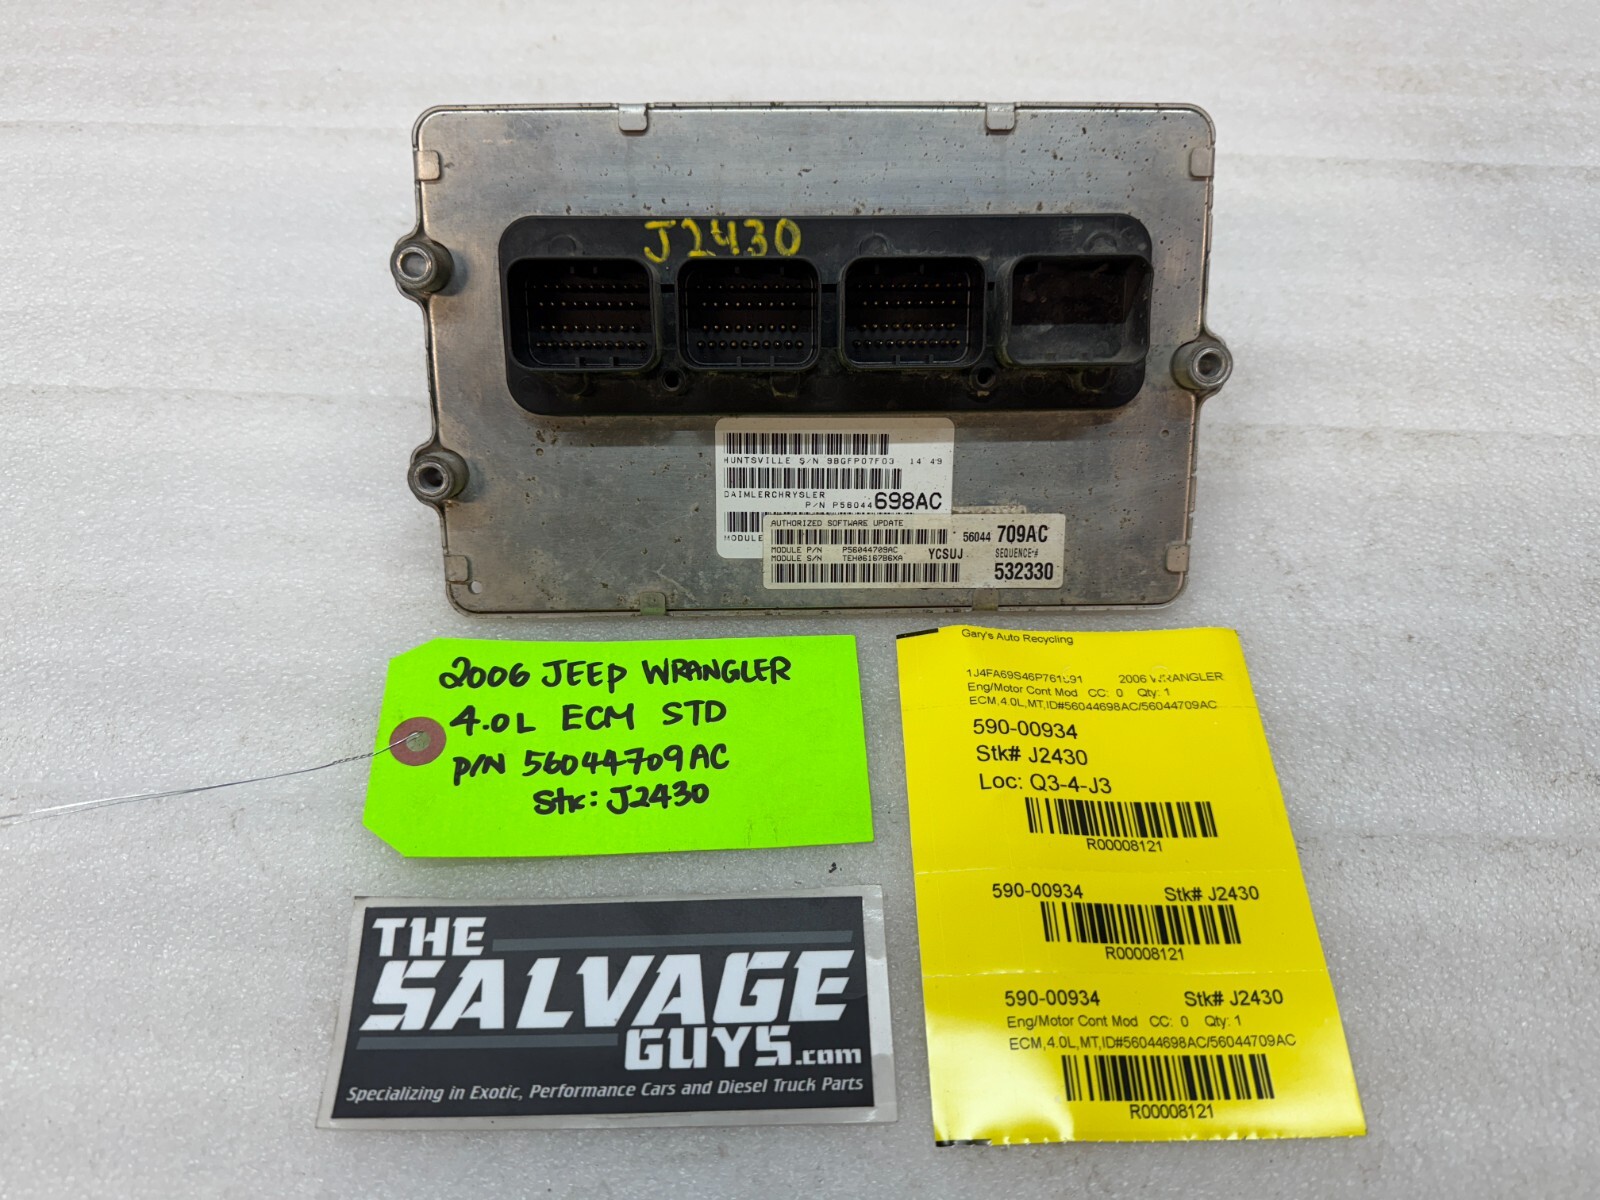 J2430
HUNTSVILLE S/N 9BGFP07F03 14 49
DAIMLERCHRYSLER
P/N P56044 698AC
MODULE
AUTHORIZED SOFTWARE UPDATE
56044 709AC
MODULE P/N P56044709AC YCSUJ SEQUENCE #
MODULE S/N TEH0616786XA
532330
2006 JEEP WRANGLER
4.0L ECM STD
P/N 56044709AC
Stk: J2430
THE
SALVAGE
GUYS.com
Specializing in Exotic, Performance Cars and Diesel Truck Parts
Gary's Auto Recycling
2006 WRANGLER
Eng/Motor Cont Mod CC: 0 Qty: 1
ECM,4.0L,MT,ID#56044698AC/56044709AC
590-00934
Stk# J2430
Loc: Q3-4-J3
R00008121
590-00934 Stk# J2430
R00008121
590-00934 Stk# J2430
Eng/Motor Cont Mod CC: 0 Qty: 1
ECM,4.0L,MT,ID#56044698AC/56044709AC
R00008121